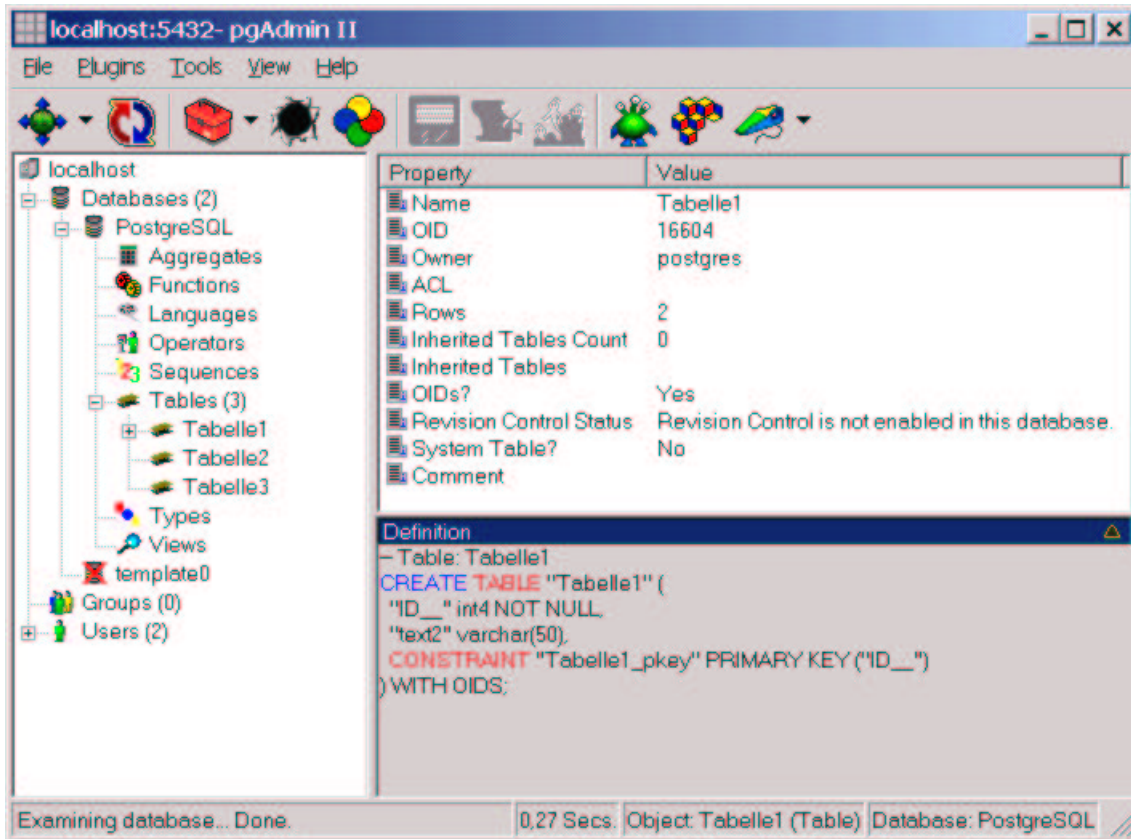 localhost:5432- pgAdmin II
File Plugins Tools View Help
localhost
Databases (2)
PostgreSQL
Aggregates
Functions
Languages
Operators
Sequences
Tables (3)
Tabelle1
Tabelle2
Tabelle3
Types
Views
template0
Groups (0)
Users (2)
Property Value
Name Tabelle1
OID 16604
Owner postgres
ACL
Rows 2
Inherited Tables Count 0
Inherited Tables
OIDs? Yes
Revision Control Status Revision Control is not enabled in this database.
System Table? No
Comment
Definition
-- Table: Tabelle1
CREATE TABLE "Tabelle1" (
"ID__" int4 NOT NULL,
"text2" varchar(50),
CONSTRAINT "Tabelle1_pkey" PRIMARY KEY ("ID__")
) WITH OIDS;
Examining database... Done. 0,27 Secs. Object: Tabelle1 (Table) Database: PostgreSQL